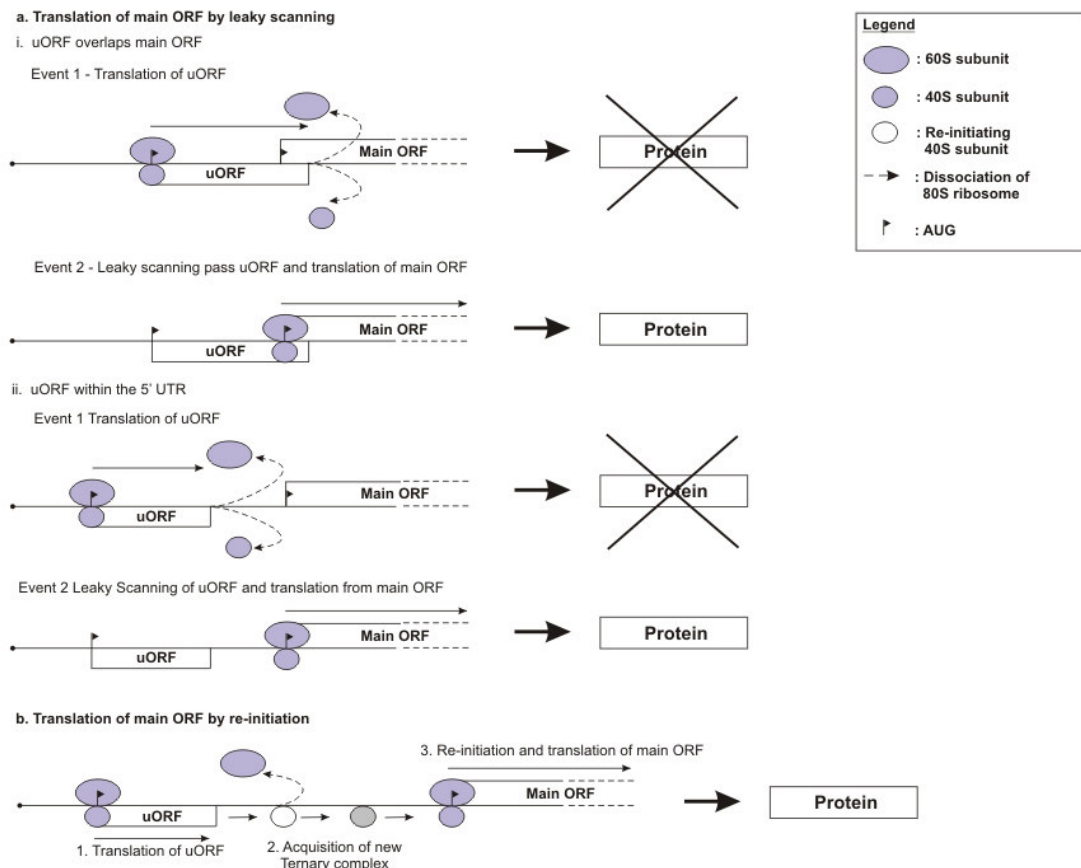 a. Translation of main ORF by leaky scanning
i. uORF overlaps main ORF
Event 1 - Translation of uORF
Main ORF
uORF
Protein
Event 2 - Leaky scanning pass uORF and translation of main ORF
Main ORF
uORF
Protein
ii. uORF within the 5' UTR
Event 1 Translation of uORF
Main ORF
uORF
Protein
Event 2 Leaky Scanning of uORF and translation from main ORF
Main ORF
uORF
Protein
b. Translation of main ORF by re-initiation
3. Re-initiation and translation of main ORF
Main ORF
uORF
Protein
1. Translation of uORF
2. Acquisition of new
Ternary complex
Legend
: 60S subunit
: 40S subunit
: Re-initiating
40S subunit
: Dissociation of
80S ribosome
: AUG